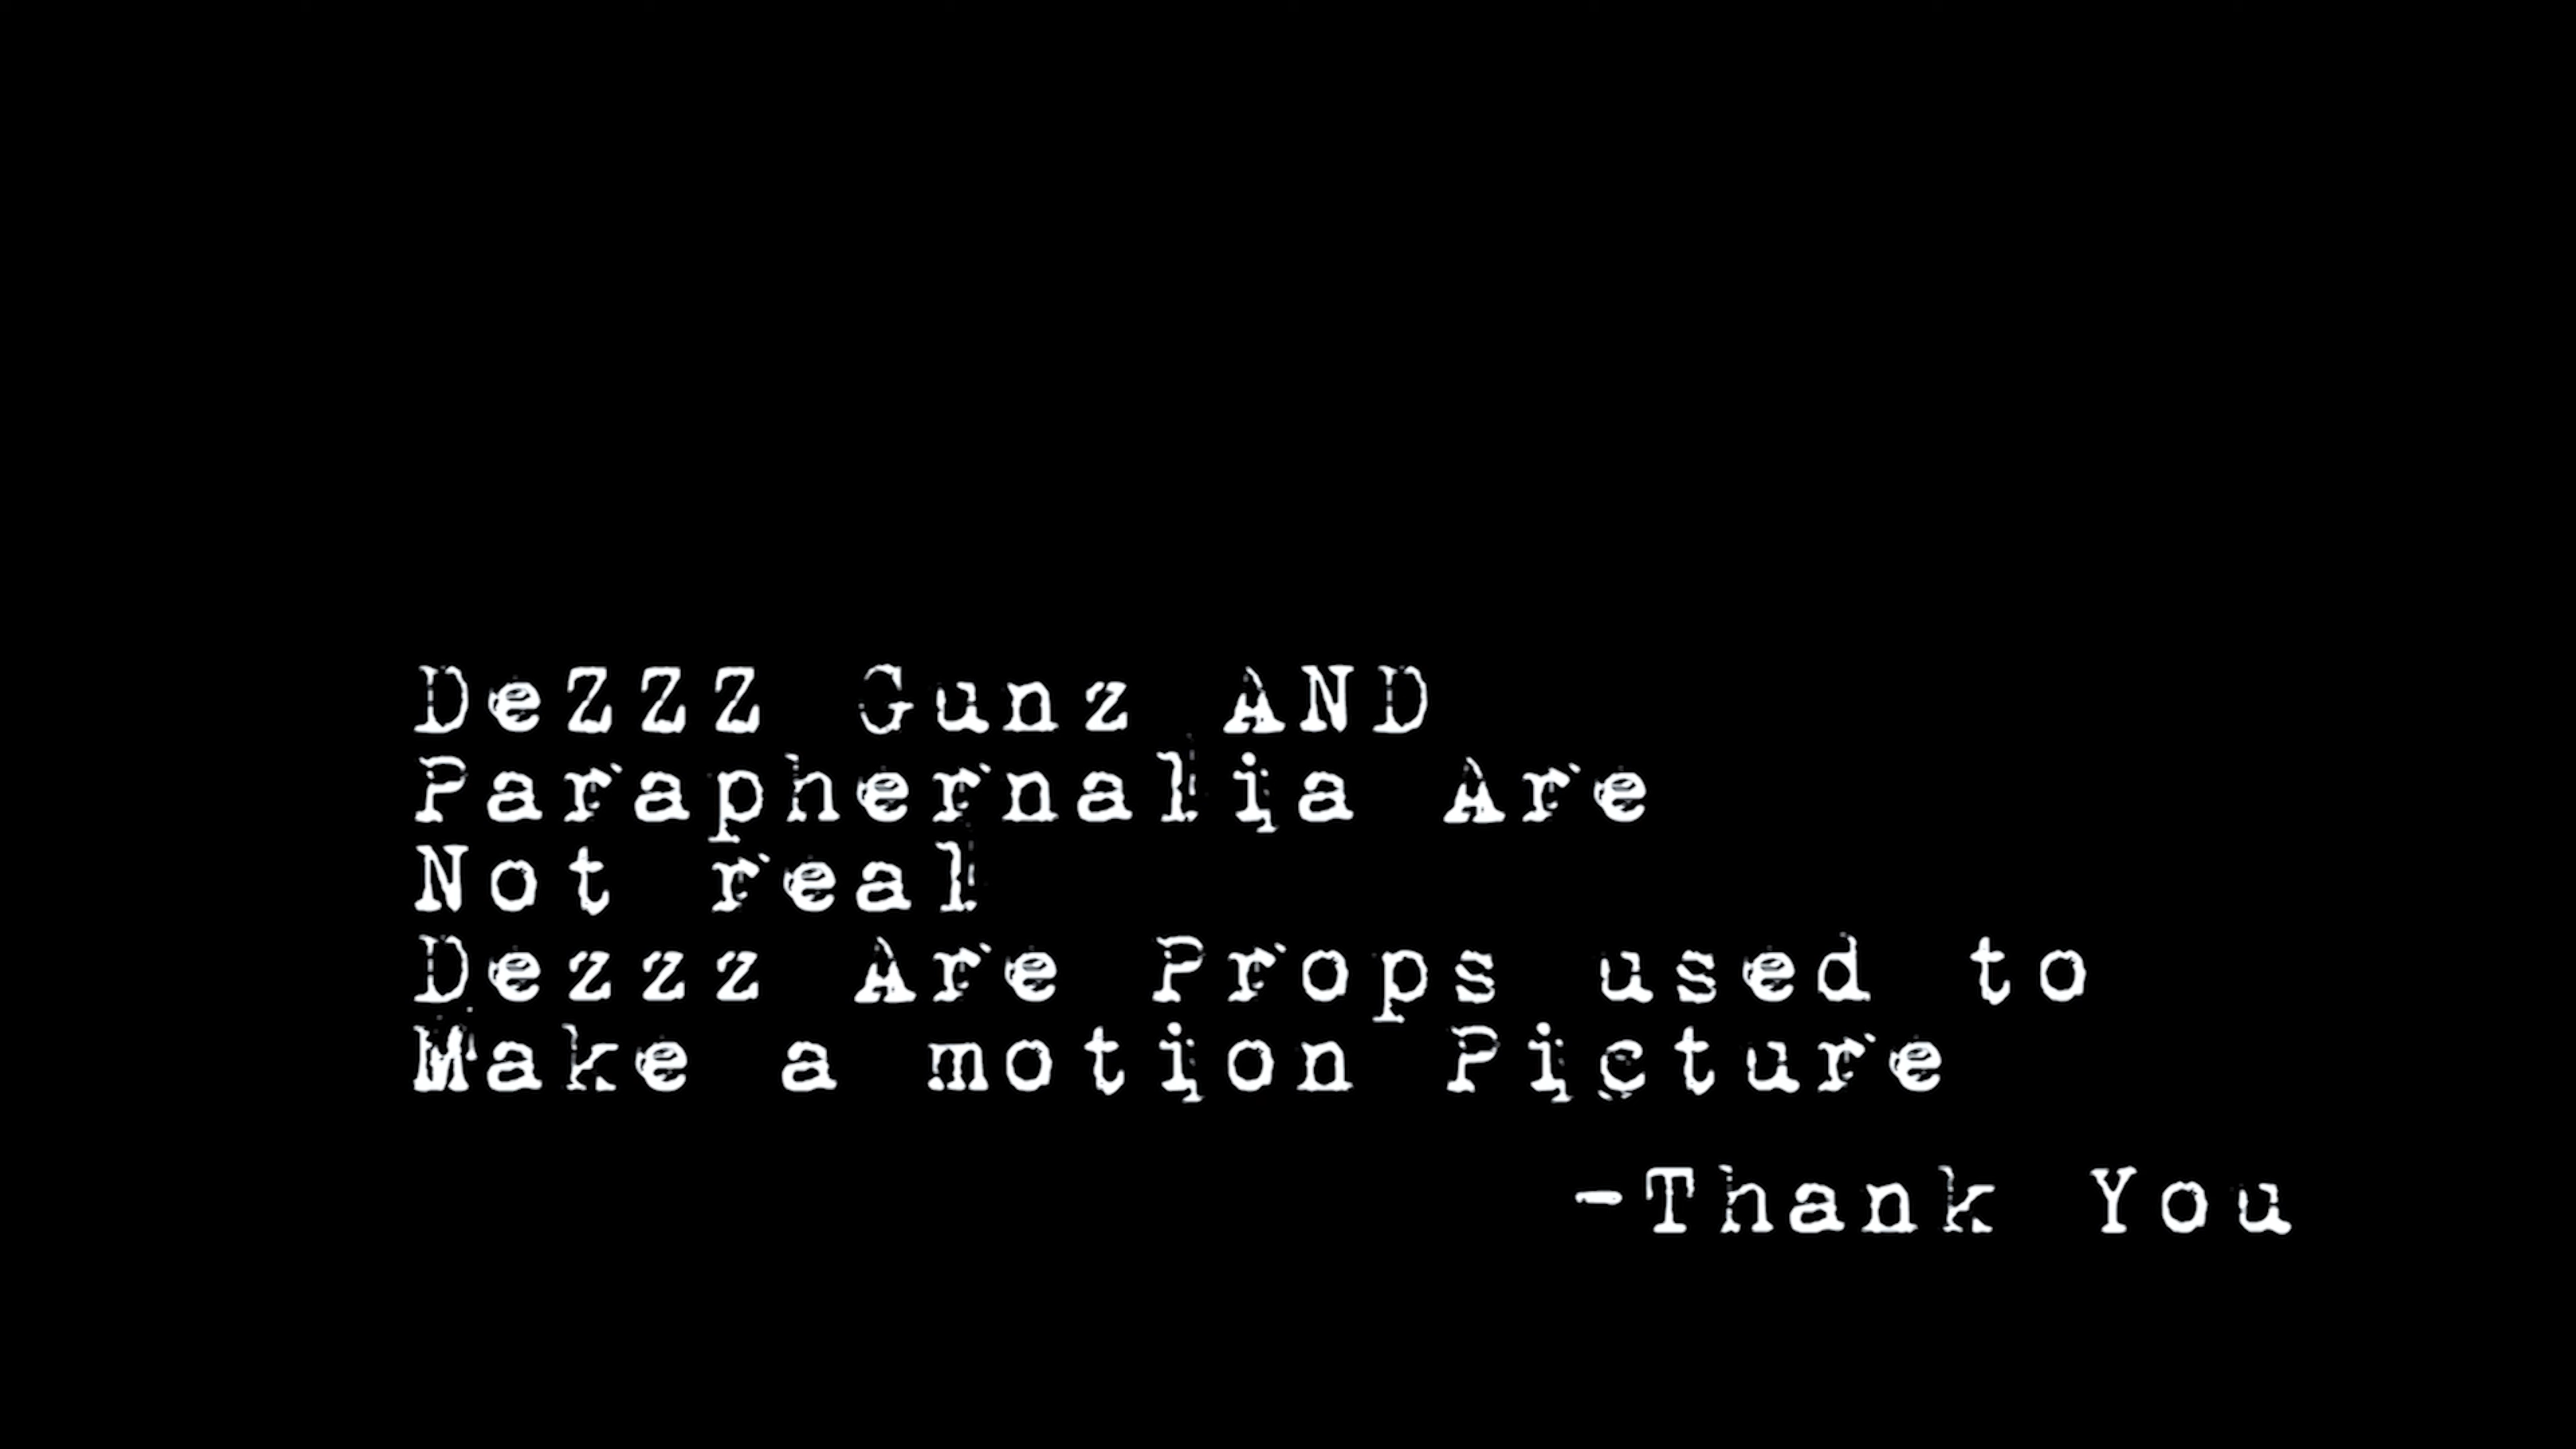 DeZZZ Gunz AND
Paraphernalia Are
Not real
Dezzz Are Props used to
Make a motion Picture
-Thank You